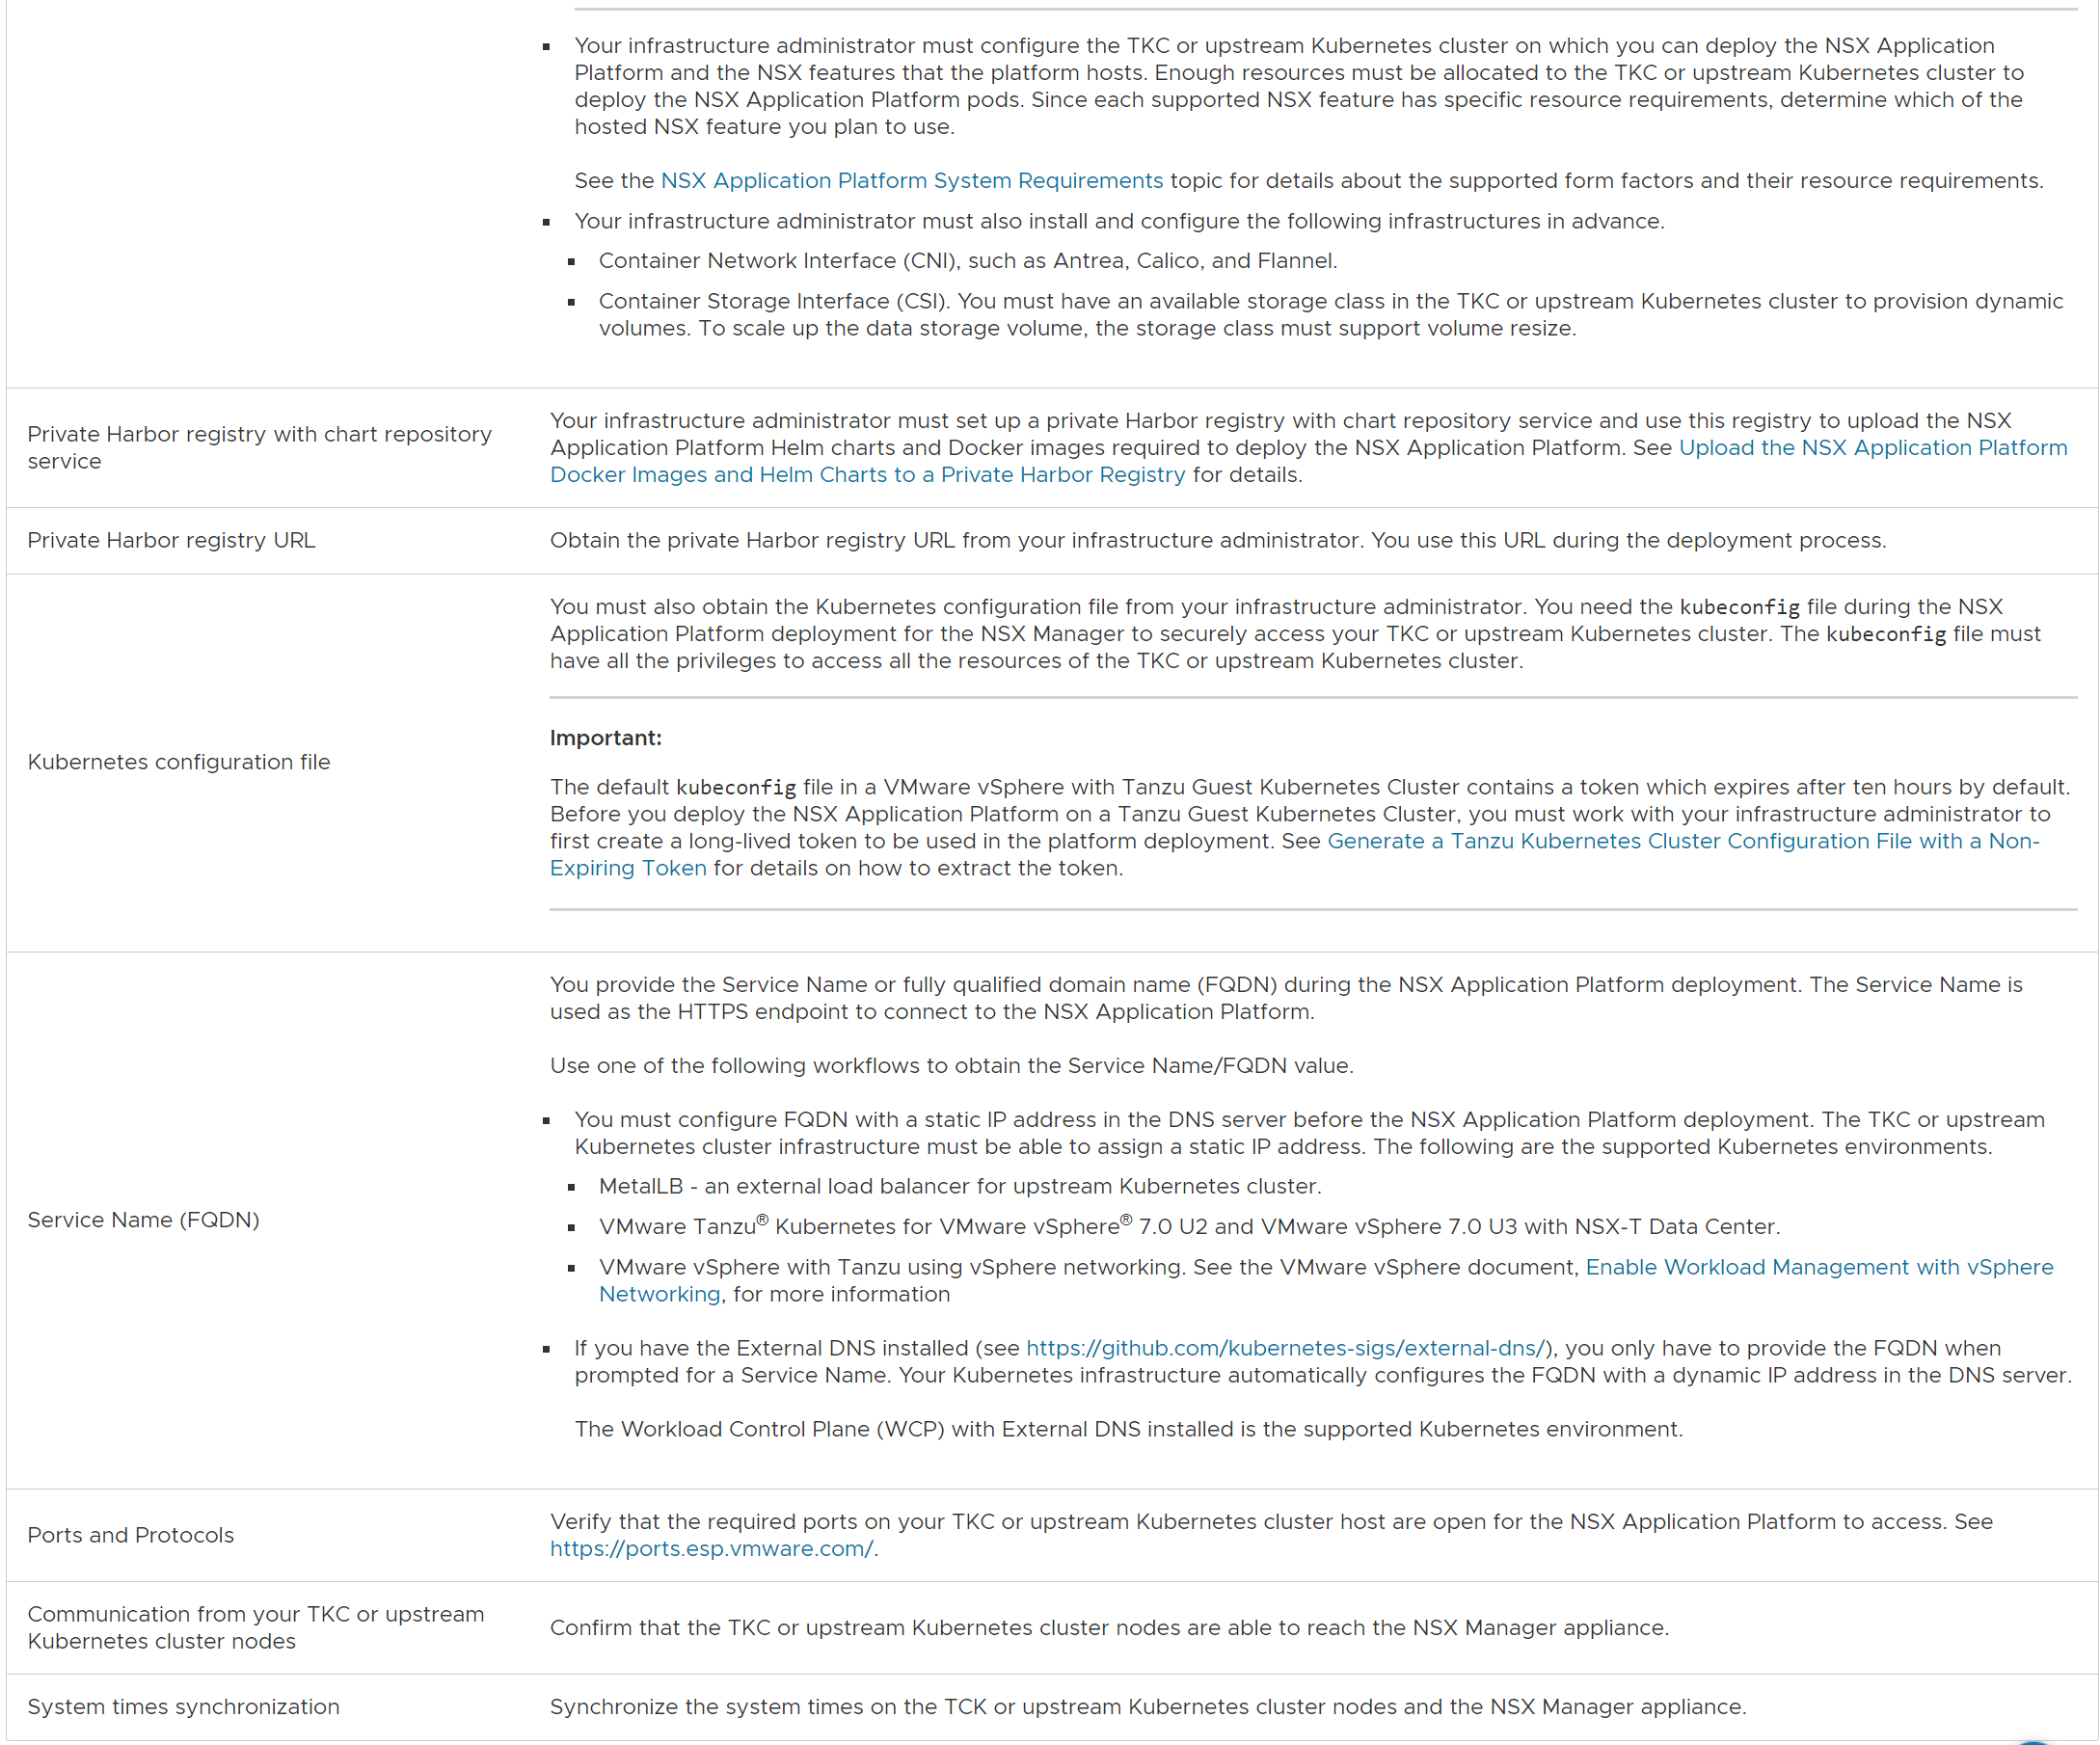 Your infrastructure administrator must configure the TKC or upstream Kubernetes cluster on which you can deploy the NSX Application
Platform and the NSX features that the platform hosts. Enough resources must be allocated to the TKC or upstream Kubernetes cluster to
deploy the NSX Application Platform pods. Since each supported NSX feature has specific resource requirements, determine which of the
hosted NSX feature you plan to use.
See the NSX Application Platform System Requirements topic for details about the supported form factors and their resource requirements.
Your infrastructure administrator must also install and configure the following infrastructures in advance.
Container Network Interface (CNI), such as Antrea, Calico, and Flannel.
Container Storage Interface (CSI). You must have an available storage class in the TKC or upstream Kubernetes cluster to provision dynamic
volumes. To scale up the data storage volume, the storage class must support volume resize.
Private Harbor registry with chart repository
service
Your infrastructure administrator must set up a private Harbor registry with chart repository service and use this registry to upload the NSX
Application Platform Helm charts and Docker images required to deploy the NSX Application Platform. See Upload the NSX Application Platform
Docker Images and Helm Charts to a Private Harbor Registry for details.
Private Harbor registry URL
Obtain the private Harbor registry URL from your infrastructure administrator. You use this URL during the deployment process.
Kubernetes configuration file
You must also obtain the Kubernetes configuration file from your infrastructure administrator. You need the kubeconfig file during the NSX
Application Platform deployment for the NSX Manager to securely access your TKC or upstream Kubernetes cluster. The kubeconfig file must
have all the privileges to access all the resources of the TKC or upstream Kubernetes cluster.
Important:
The default kubeconfig file in a VMware vSphere with Tanzu Guest Kubernetes Cluster contains a token which expires after ten hours by default.
Before you deploy the NSX Application Platform on a Tanzu Guest Kubernetes Cluster, you must work with your infrastructure administrator to
first create a long-lived token to be used in the platform deployment. See Generate a Tanzu Kubernetes Cluster Configuration File with a Non-
Expiring Token for details on how to extract the token.
Service Name (FQDN)
You provide the Service Name or fully qualified domain name (FQDN) during the NSX Application Platform deployment. The Service Name is
used as the HTTPS endpoint to connect to the NSX Application Platform.
Use one of the following workflows to obtain the Service Name/FQDN value.
You must configure FQDN with a static IP address in the DNS server before the NSX Application Platform deployment. The TKC or upstream
Kubernetes cluster infrastructure must be able to assign a static IP address. The following are the supported Kubernetes environments.
MetalLB - an external load balancer for upstream Kubernetes cluster.
VMware Tanzu® Kubernetes for VMware vSphere® 7.0 U2 and VMware vSphere 7.0 U3 with NSX-T Data Center.
VMware vSphere with Tanzu using vSphere networking. See the VMware vSphere document, Enable Workload Management with vSphere
Networking, for more information
If you have the External DNS installed (see https://github.com/kubernetes-sigs/external-dns/), you only have to provide the FQDN when
prompted for a Service Name. Your Kubernetes infrastructure automatically configures the FQDN with a dynamic IP address in the DNS server.
The Workload Control Plane (WCP) with External DNS installed is the supported Kubernetes environment.
Ports and Protocols
Verify that the required ports on your TKC or upstream Kubernetes cluster host are open for the NSX Application Platform to access. See
https://ports.esp.vmware.com/.
Communication from your TKC or upstream
Kubernetes cluster nodes
Confirm that the TKC or upstream Kubernetes cluster nodes are able to reach the NSX Manager appliance.
System times synchronization
Synchronize the system times on the TCK or upstream Kubernetes cluster nodes and the NSX Manager appliance.